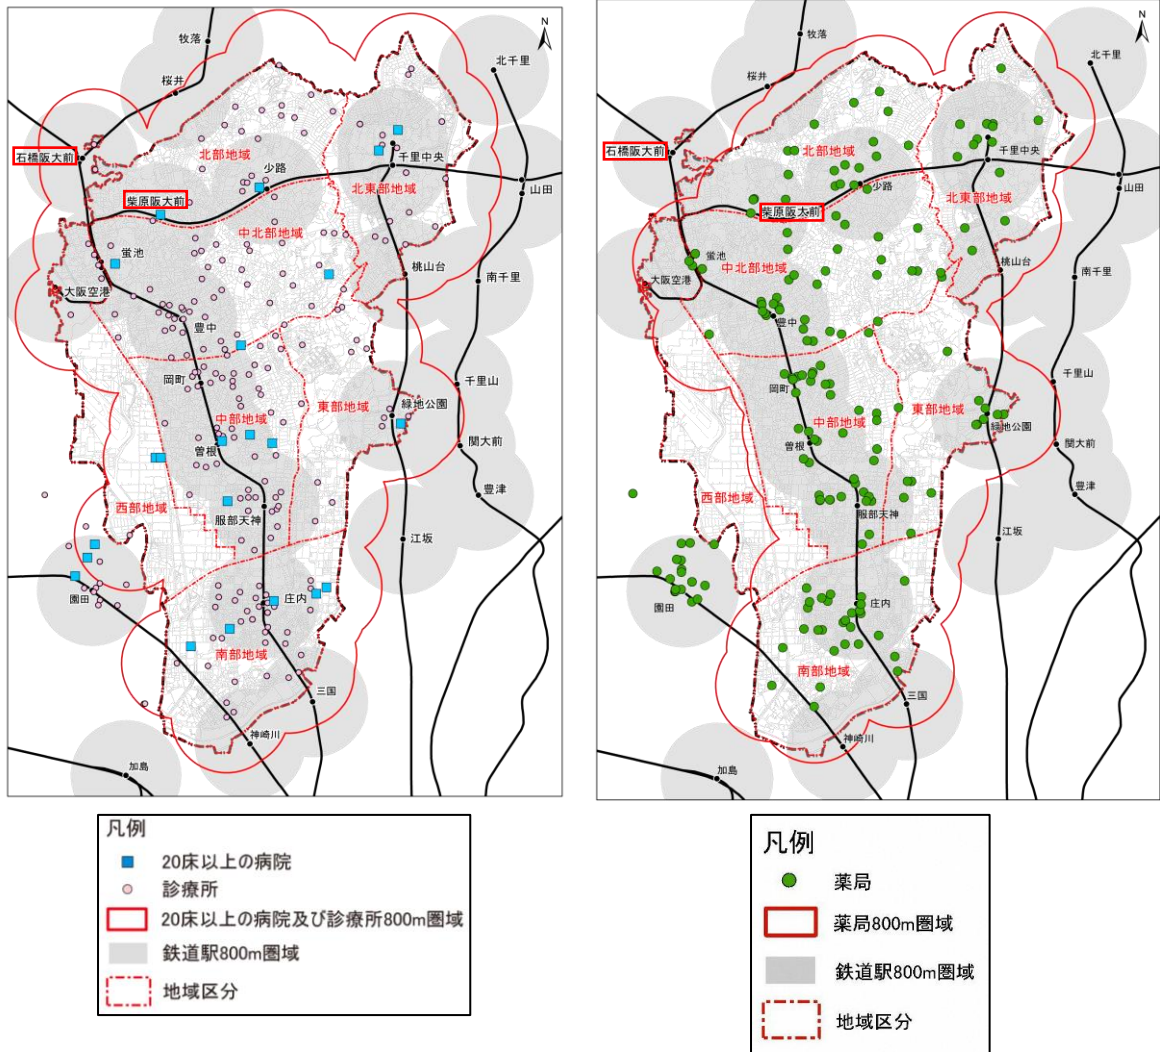 N
牧落
北千里
桜井
石橋阪大前
北部地域
千里中央
少路
山田
北東部地域
柴原阪大前
中北部地域
蛍池
桃山台
南千里
大阪空港
豊中
岡町
千里山
東部地域
緑地公園
中部地域
曽根
関大前
豊津
西部地域
服部天神
江坂
園田
庄内
南部地域
三国
神崎川
加島
凡例
20床以上の病院
診療所
20床以上の病院及び診療所800m圏域
鉄道駅800m圏域
地域区分
N
牧落
北千里
桜井
石橋阪大前
北部地域
千里中央
少路
山田
北東部地域
柴原阪大前
蛍池
中北部地域
桃山台
南千里
大阪空港
豊中
岡町
千里山
東部地域
緑地公園
中部地域
曽根
関大前
豊津
西部地域
服部天神
江坂
園田
庄内
南部地域
三国
神崎川
加島
凡例
薬局
薬局800m圏域
鉄道駅800m圏域
地域区分